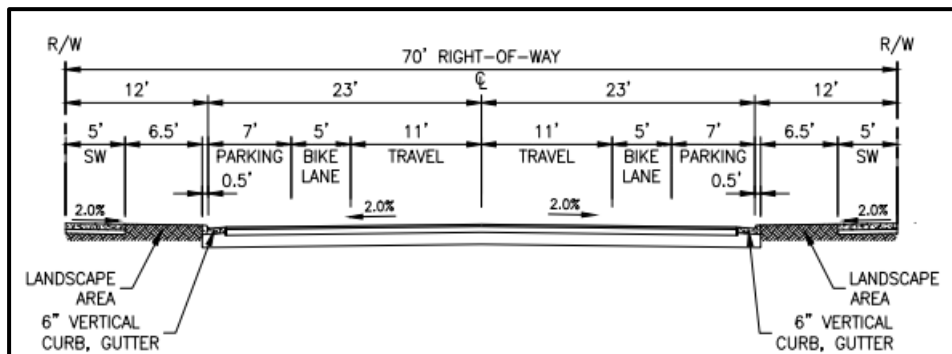 R/W
R/W
70' RIGHT-OF-WAY
℄
12'
23'
23'
12'
5'
6.5'
7'
5'
11'
11'
5'
7'
6.5'
5'
SW
PARKING
BIKE
LANE
TRAVEL
TRAVEL
BIKE
LANE
PARKING
SW
0.5'
0.5'
2.0%
2.0%
2.0%
2.0%
LANDSCAPE
AREA
6" VERTICAL
CURB, GUTTER
LANDSCAPE
AREA
6" VERTICAL
CURB, GUTTER